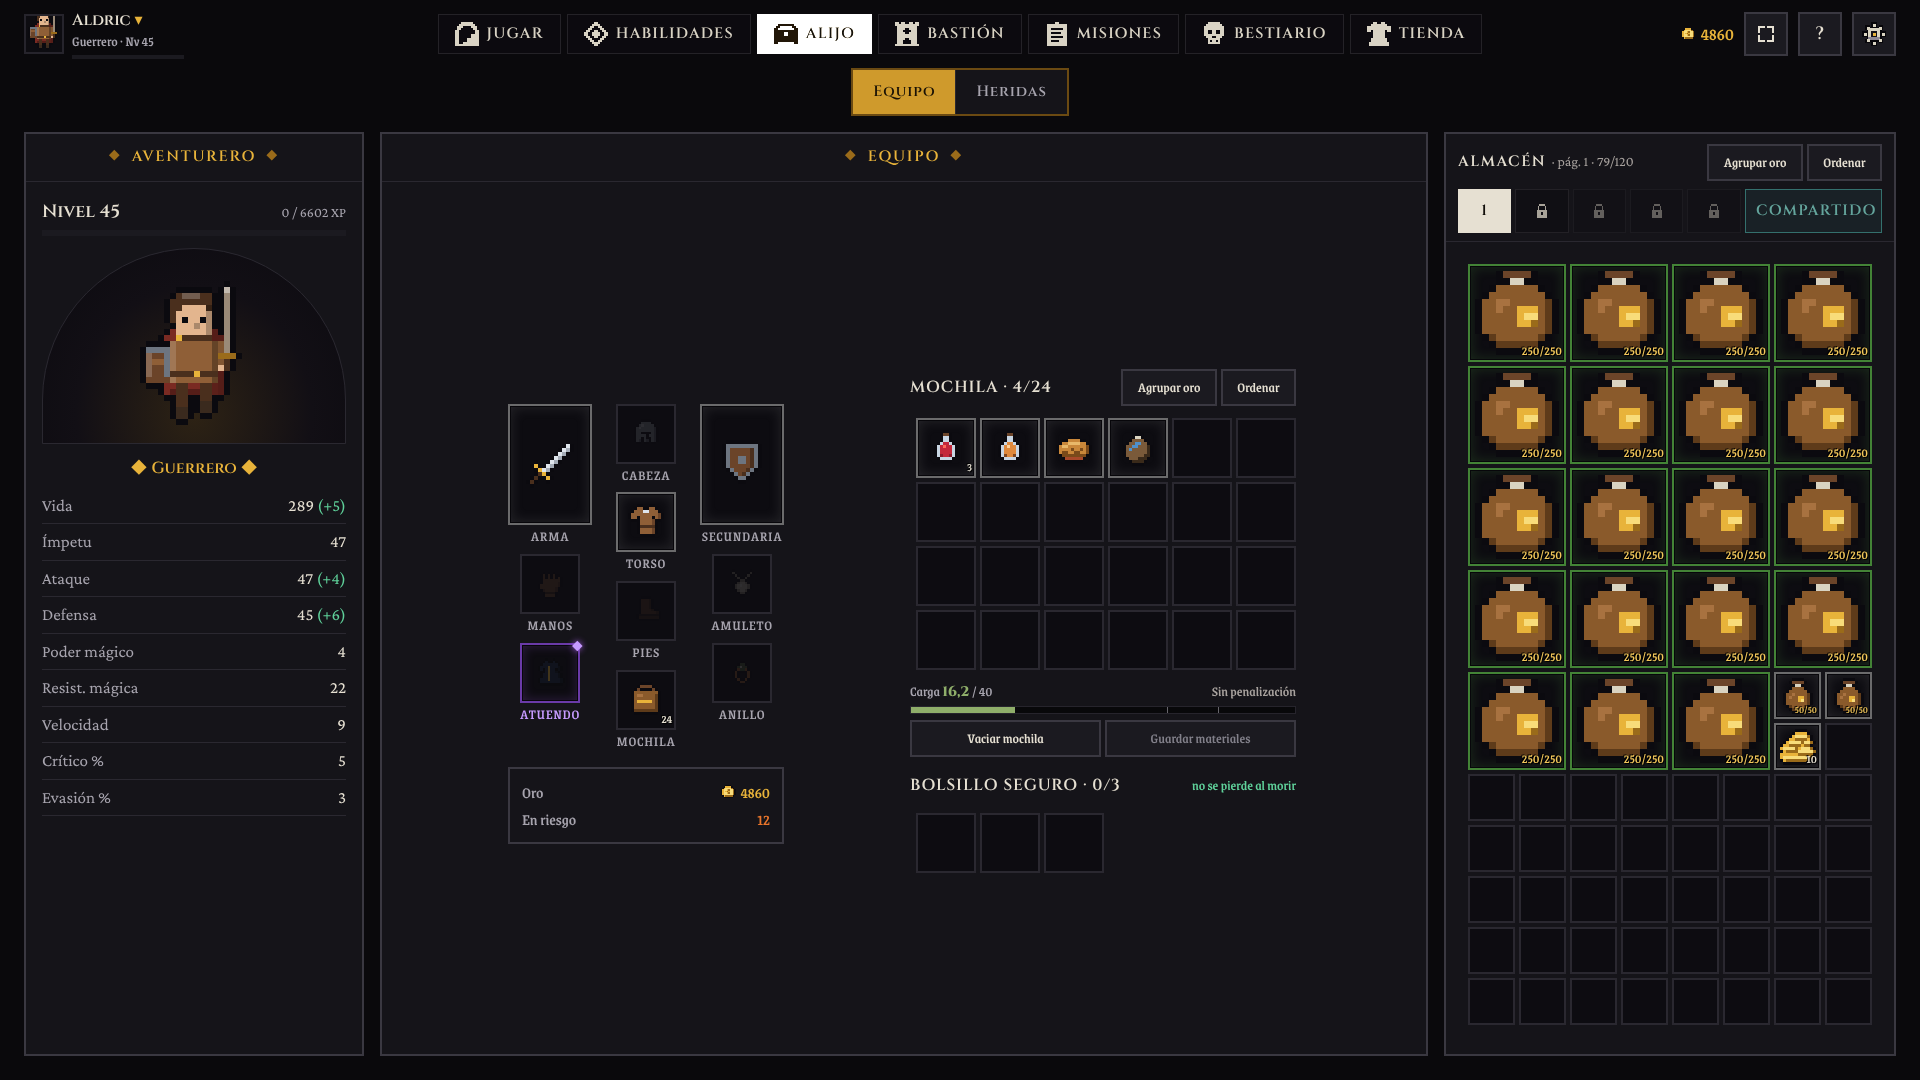 ALDRIC ▾
Guerrero · Nv 45
JUGAR
HABILIDADES
ALIJO
BASTIÓN
MISIONES
BESTIARIO
TIENDA
4860
?
EQUIPO
HERIDAS
AVENTURERO
NIVEL 45
0 / 6602 XP
GUERRERO
Vida 289 (+5)
Ímpetu 47
Ataque 47 (+4)
Defensa 45 (+6)
Poder mágico 4
Resist. mágica 22
Velocidad 9
Crítico % 5
Evasión % 3
EQUIPO
ARMA
CABEZA
SECUNDARIA
TORSO
MANOS
AMULETO
PIES
ATUENDO
ANILLO
24
MOCHILA
Oro 4860
En riesgo 12
MOCHILA · 4/24
Agrupar oro
Ordenar
3
Carga 16,2 / 40
Sin penalización
Vaciar mochila
Guardar materiales
BOLSILLO SEGURO · 0/3
no se pierde al morir
ALMACÉN · pág. 1 · 79/120
Agrupar oro
Ordenar
1
COMPARTIDO
250/250 250/250 250/250 250/250
250/250 250/250 250/250 250/250
250/250 250/250 250/250 250/250
250/250 250/250 250/250 250/250
50/50 50/50
250/250 250/250 250/250 10